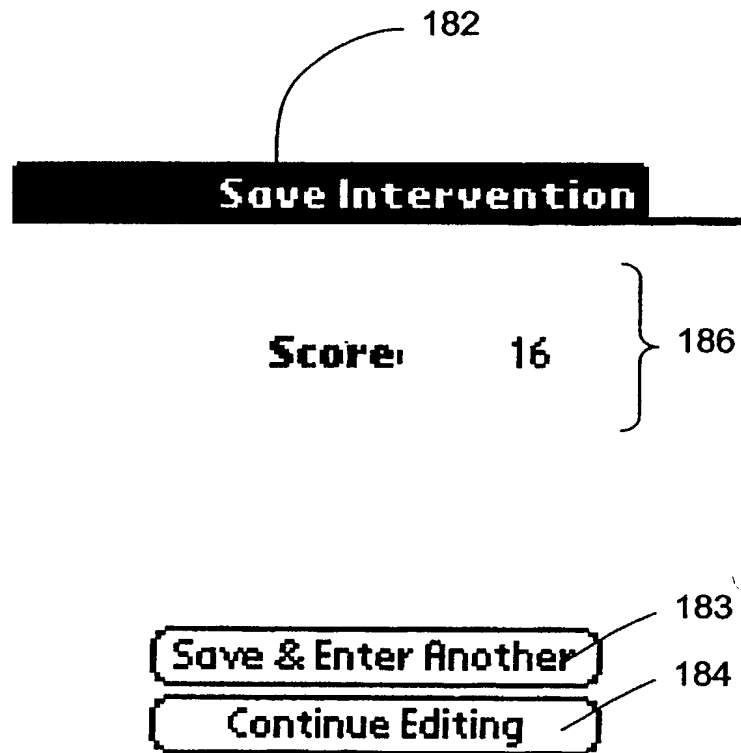 182
Save Intervention
Score: 16
186
183
Save & Enter Another
184
Continue Editing